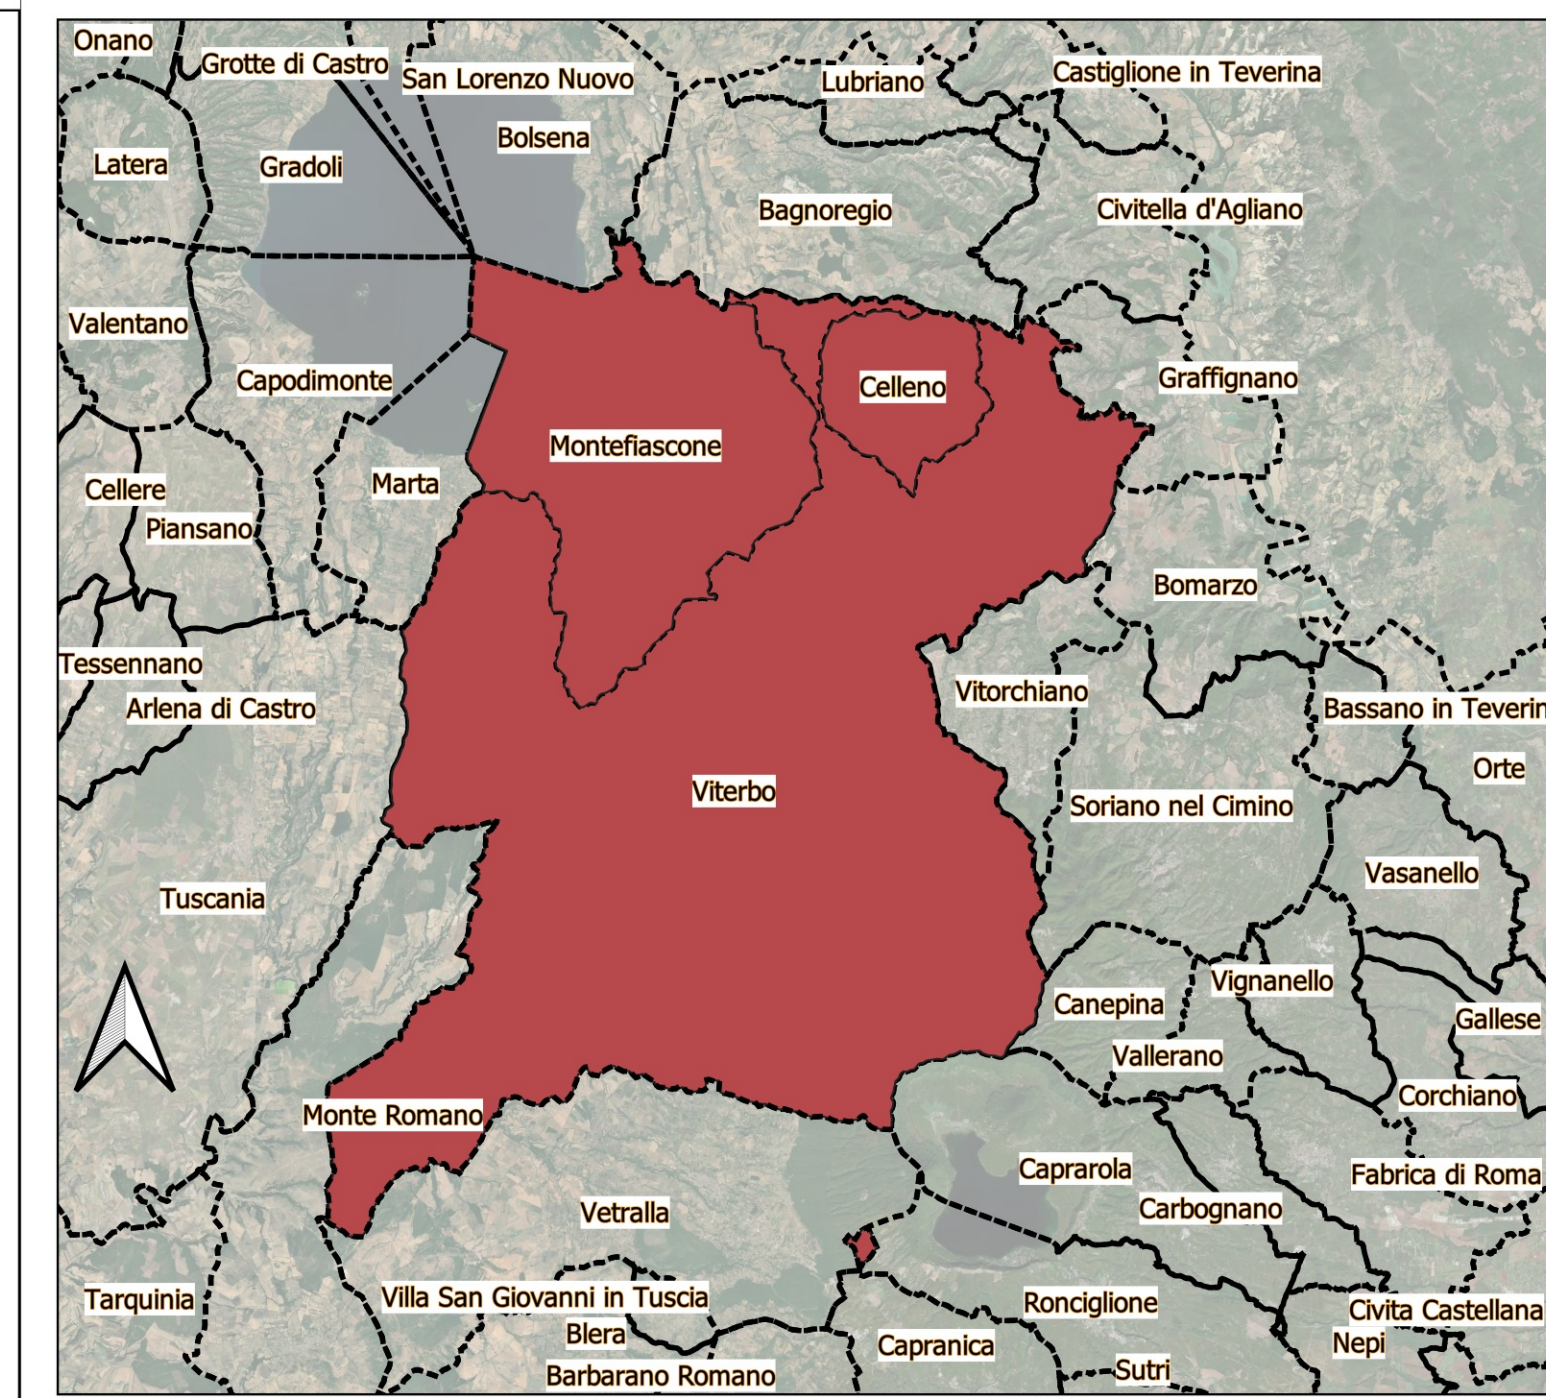 Onano
Grotte di Castro
San Lorenzo Nuovo
Lubriano
Castiglione in Teverina
Bolsena
Latera
Gradoli
Bagnoregio
Civitella d'Agliano
Valentano
Capodimonte
Celleno
Graffignano
Montefiascone
Marta
Cellere
Piansano
Bomarzo
Tessennano
Vitorchiano
Arlena di Castro
Bassano in Teverin
Orte
Viterbo
Soriano nel Cimino
Vasanello
Tuscania
Vignanello
Canepina
Gallese
Vallerano
Corchiano
Monte Romano
Caprarola
Fabrica di Roma
Carbognano
Vetralla
Tarquinia
Villa San Giovanni in Tuscia
Ronciglione
Civita Castellana
Blera
Capranica
Nepi
Sutri
Barbarano Romano